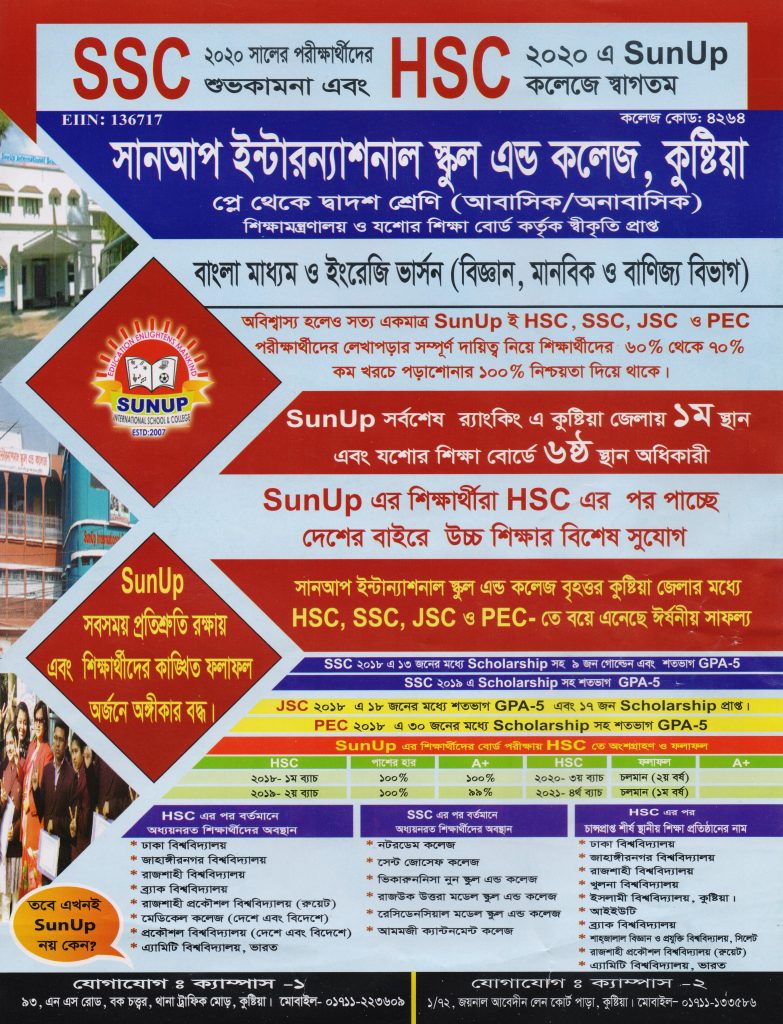 SSC ২০২০ সালের পরীক্ষার্থীদের
শুভকামনা এবং
HSC ২০২০ এ SunUp
কলেজে স্বাগতম
EIIN: 136717
কলেজ কোড: ৪২৬৪
সানআপ ইন্টারন্যাশনাল স্কুল এন্ড কলেজ, কুষ্টিয়া
প্লে থেকে দ্বাদশ শ্রেণি (আবাসিক/অনাবাসিক)
শিক্ষামন্ত্রণালয় ও যশোর শিক্ষা বোর্ড কর্তৃক স্বীকৃতি প্রাপ্ত
বাংলা মাধ্যম ও ইংরেজি ভার্সন (বিজ্ঞান, মানবিক ও বাণিজ্য বিভাগ)
অবিশ্বাস্য হলেও সত্য একমাত্র SunUp ই HSC, SSC, JSC ও PEC
পরীক্ষার্থীদের লেখাপড়ার সম্পূর্ণ দায়িত্ব নিয়ে শিক্ষার্থীদের ৬০% থেকে ৭০%
কম খরচে পড়াশোনার ১০০% নিশ্চয়তা দিয়ে থাকে।
EDUCATION ENLIGHTENS MANKIND
SUNUP
INTERNATIONAL SCHOOL & COLLEGE
ESTD:2007
SunUp সর্বশেষ র‍্যাংকিং এ কুষ্টিয়া জেলায় ১ম স্থান
এবং যশোর শিক্ষা বোর্ডে ৬ষ্ঠ স্থান অধিকারী
SunUp এর শিক্ষার্থীরা HSC এর পর পাচ্ছে
দেশের বাইরে উচ্চ শিক্ষার বিশেষ সুযোগ
SunUp
সবসময় প্রতিশ্রুতি রক্ষায়
এবং শিক্ষার্থীদের কাঙ্খিত ফলাফল
অর্জনে অঙ্গীকার বদ্ধ।
সানআপ ইন্টান্যাশনাল স্কুল এন্ড কলেজ বৃহত্তর কুষ্টিয়া জেলার মধ্যে
HSC, SSC, JSC ও PEC- তে বয়ে এনেছে ঈর্ষনীয় সাফল্য
SSC ২০১৮ এ ১৩ জনের মধ্যে Scholarship সহ ৯ জন গোল্ডেন এবং শতভাগ GPA-5
SSC ২০১৯ এ Scholarship সহ শতভাগ GPA-5
JSC ২০১৮ এ ১৮ জনের মধ্যে শতভাগ GPA-5 এবং ১৭ জন Scholarship প্রাপ্ত।
PEC ২০১৮ এ ৩০ জনের মধ্যে Scholarship সহ শতভাগ GPA-5
SunUp এর শিক্ষার্থীদের বোর্ড পরীক্ষায় HSC তে অংশগ্রহণ ও ফলাফল
HSC পাশের হার A+ HSC ফলাফল A+
২০১৮- ১ম ব্যাচ ১০০% ১০০% ২০২০- ৩য় ব্যাচ চলমান (২য় বর্ষ)
২০১৯- ২য় ব্যাচ ১০০% ৯৯% ২০২১- ৪র্থ ব্যাচ চলমান (১ম বর্ষ)
HSC এর পর বর্তমানে
অধ্যয়নরত শিক্ষার্থীদের অবস্থান
* ঢাকা বিশ্ববিদ্যালয়
* জাহাঙ্গীরনগর বিশ্ববিদ্যালয়
* রাজশাহী বিশ্ববিদ্যালয়
* ব্র্যাক বিশ্ববিদ্যালয়
* রাজশাহী প্রকৌশল বিশ্ববিদ্যালয় (রুয়েট)
* মেডিকেল কলেজ (দেশে এবং বিদেশে)
* প্রকৌশল বিশ্ববিদ্যালয় (দেশে এবং বিদেশে)
* এ্যামিটি বিশ্ববিদ্যালয়, ভারত
SSC এর পর বর্তমানে
অধ্যয়নরত শিক্ষার্থীদের অবস্থান
* নটরডেম কলেজ
* সেন্ট জোসেফ কলেজ
* ভিকারুননিসা নুন স্কুল এন্ড কলেজ
* রাজউক উত্তরা মডেল স্কুল এন্ড কলেজ
* রেসিডেনসিয়াল মডেল স্কুল এন্ড কলেজ
* আমমজী ক্যান্টনমেন্ট কলেজ
HSC এর পর
চান্সপ্রাপ্ত শীর্ষ স্থানীয় শিক্ষা প্রতিষ্ঠানের নাম
* ঢাকা বিশ্ববিদ্যালয়
* জাহাঙ্গীরনগর বিশ্ববিদ্যালয়
* রাজশাহী বিশ্ববিদ্যালয়
* খুলনা বিশ্ববিদ্যালয়
* ইসলামী বিশ্ববিদ্যালয়, কুষ্টিয়া।
* আইইউটি
* ব্র্যাক বিশ্ববিদ্যালয়
* শাহজালাল বিজ্ঞান ও প্রযুক্তি বিশ্ববিদ্যালয়, সিলেট
* রাজশাহী প্রকৌশল বিশ্ববিদ্যালয় (রুয়েট)
* এ্যামিটি বিশ্ববিদ্যালয়, ভারত
তবে এখনই
SunUp
নয় কেন?
যোগাযোগ ঃ ক্যাম্পাস -১
৯৩, এন এস রোড, বক চত্ত্বর, থানা ট্রাফিক মোড়, কুষ্টিয়া। মোবাইল- ০১৭১১-২২৩৬০৯
যোগাযোগ ঃ ক্যাম্পাস -২
১/৭২, জয়নাল আবেদীন লেন কোর্ট পাড়া, কুষ্টিয়া। মোবাইল- ০১৭১১-১৩৩৫৮৬